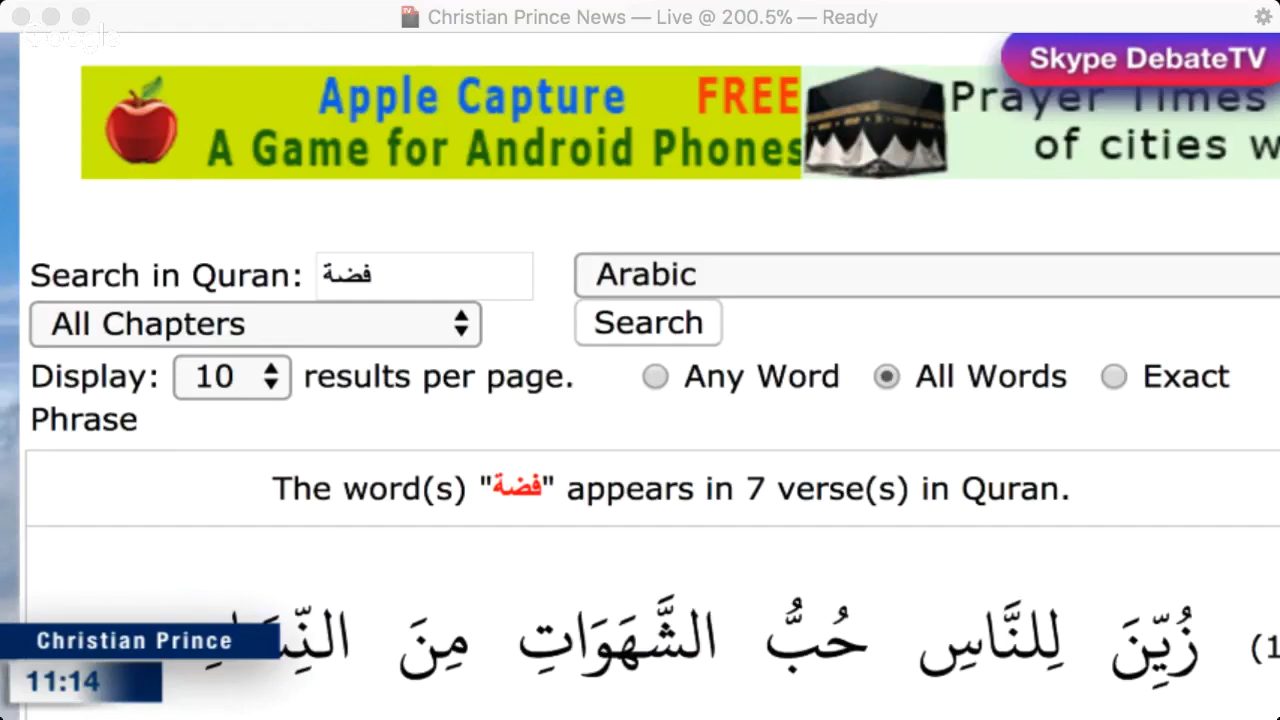 Christian Prince News — Live @ 200.5% — Ready
Google
Skype DebateTV
Apple Capture FREE
A Game for Android Phones
Prayer Times
of cities w
Search in Quran: فضة
Arabic
All Chapters
Search
Display: 10 results per page.
Any Word
All Words
Exact
Phrase
The word(s) "فضة" appears in 7 verse(s) in Quran.
زُيِّنَ لِلنَّاسِ حُبُّ الشَّهَوَاتِ مِنَ
Christian Prince
11:14